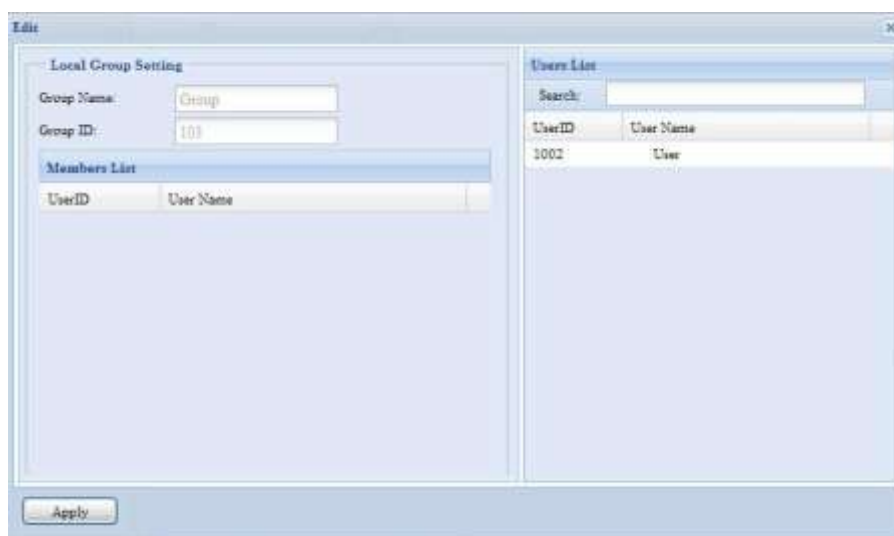 Edit
Local Group Setting
Group Name: Group
Group ID: 103
Members List
UserID User Name
Users List
Search:
UserID User Name
1002 User
Apply